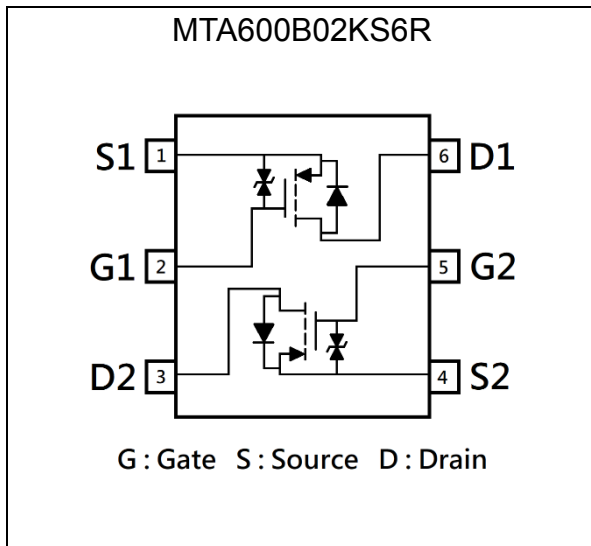 MTA600B02KS6R
S1 1 6 D1
G1 2 5 G2
D2 3 4 S2
G : Gate S : Source D : Drain